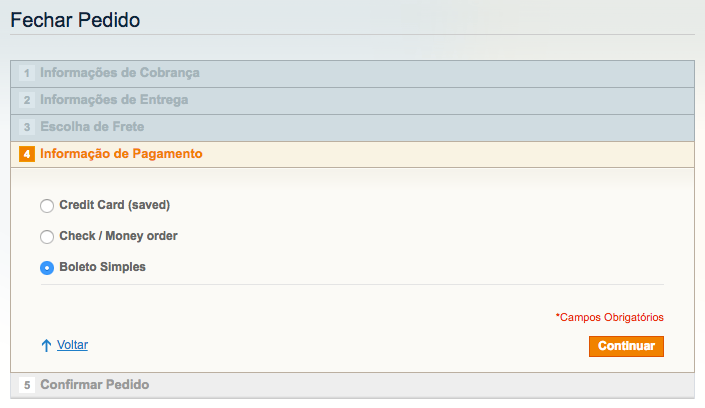 Fechar Pedido
1 Informações de Cobrança
2 Informações de Entrega
3 Escolha de Frete
4 Informação de Pagamento
Credit Card (saved)
Check / Money order
Boleto Simples
*Campos Obrigatórios
Voltar
Continuar
5 Confirmar Pedido